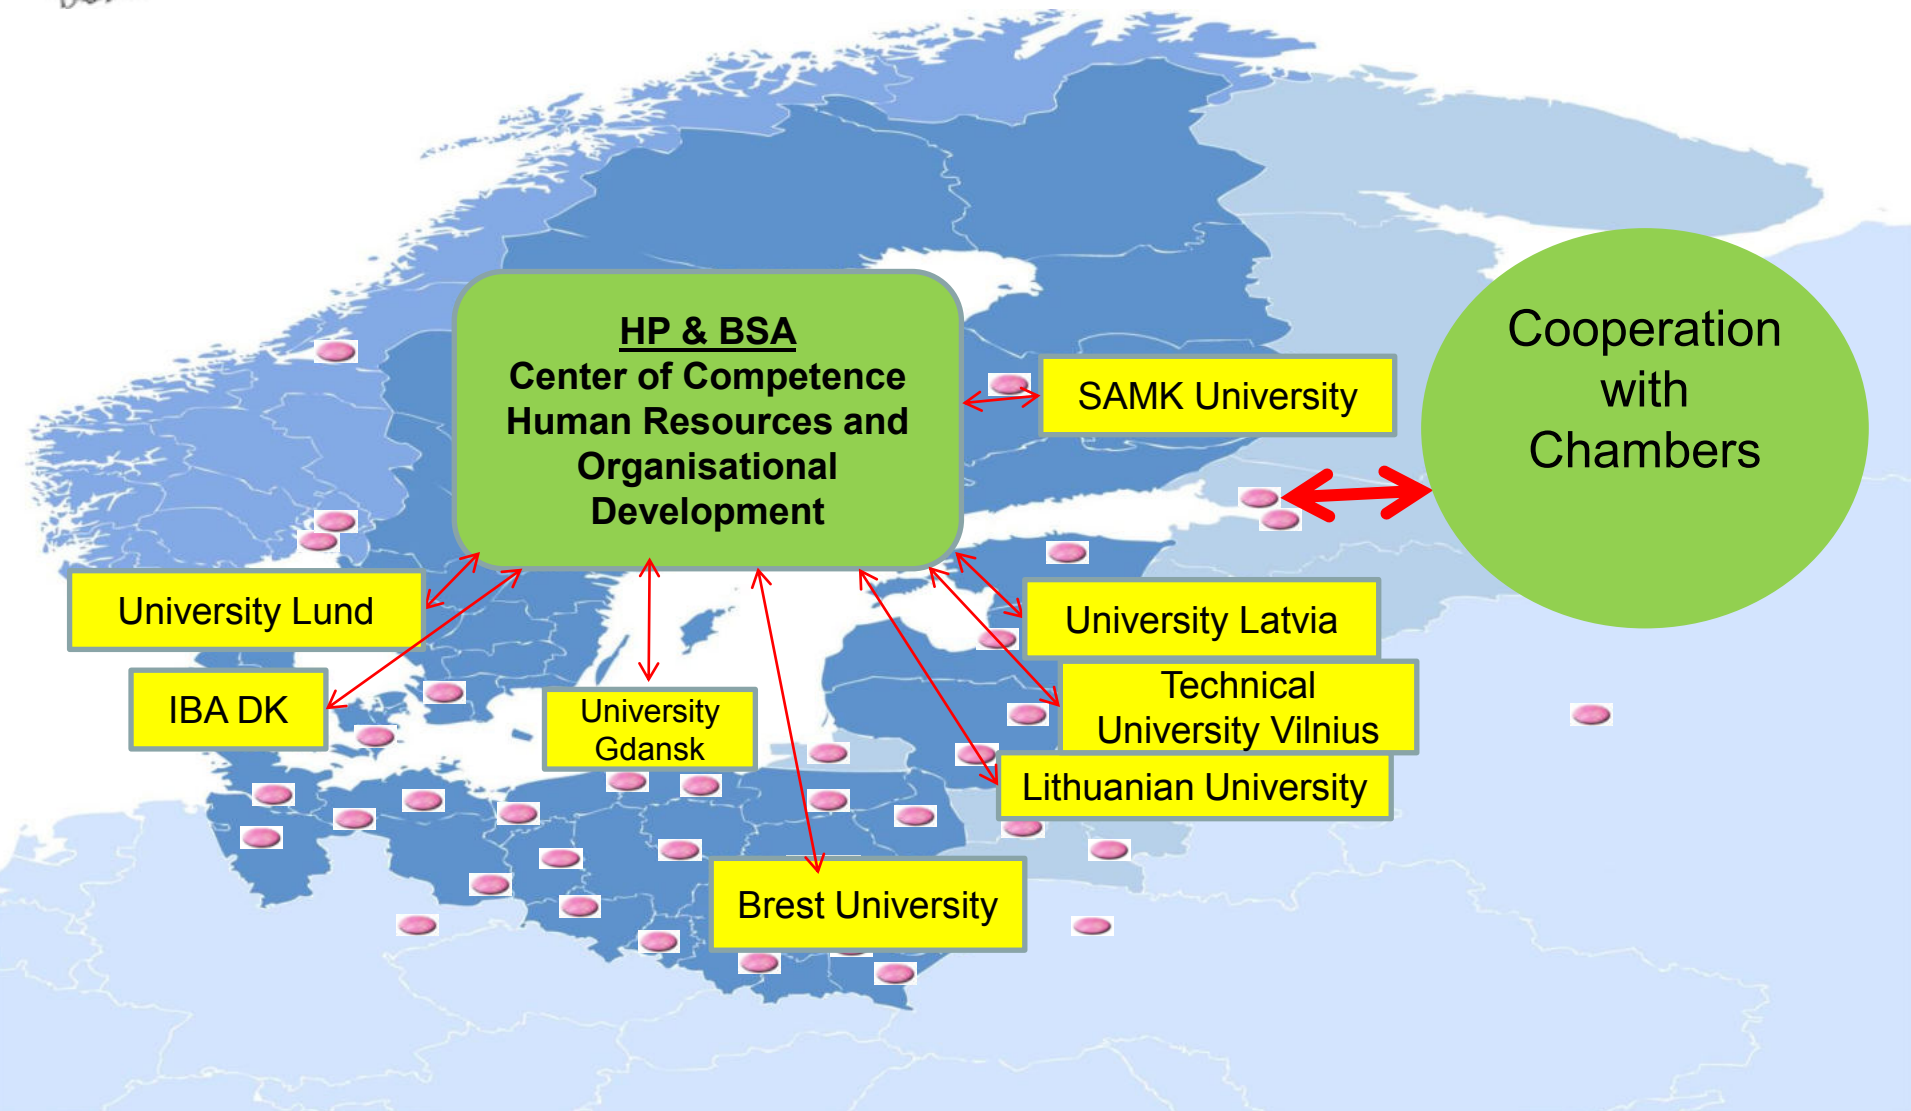 HP & BSA
Center of Competence
Human Resources and
Organisational
Development
Cooperation
with
Chambers
SAMK University
University Lund
University Latvia
IBA DK
University
Gdansk
Technical
University Vilnius
Lithuanian University
Brest University